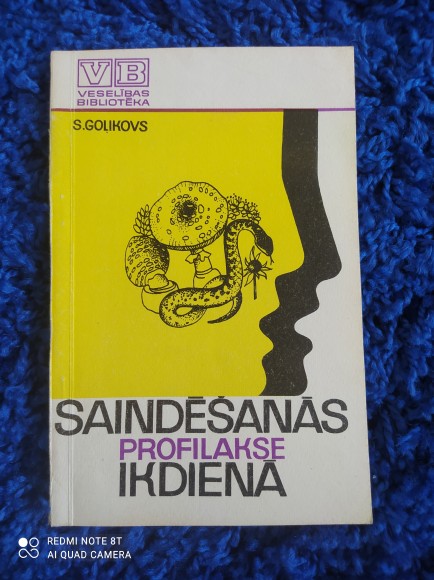 VB
VESELĪBAS
BIBLIOTĒKA
S.GOLIKOVS
SAINDĒŠANĀS
PROFILAKSE
IKDIENĀ
REDMI NOTE 8T
AI QUAD CAMERA